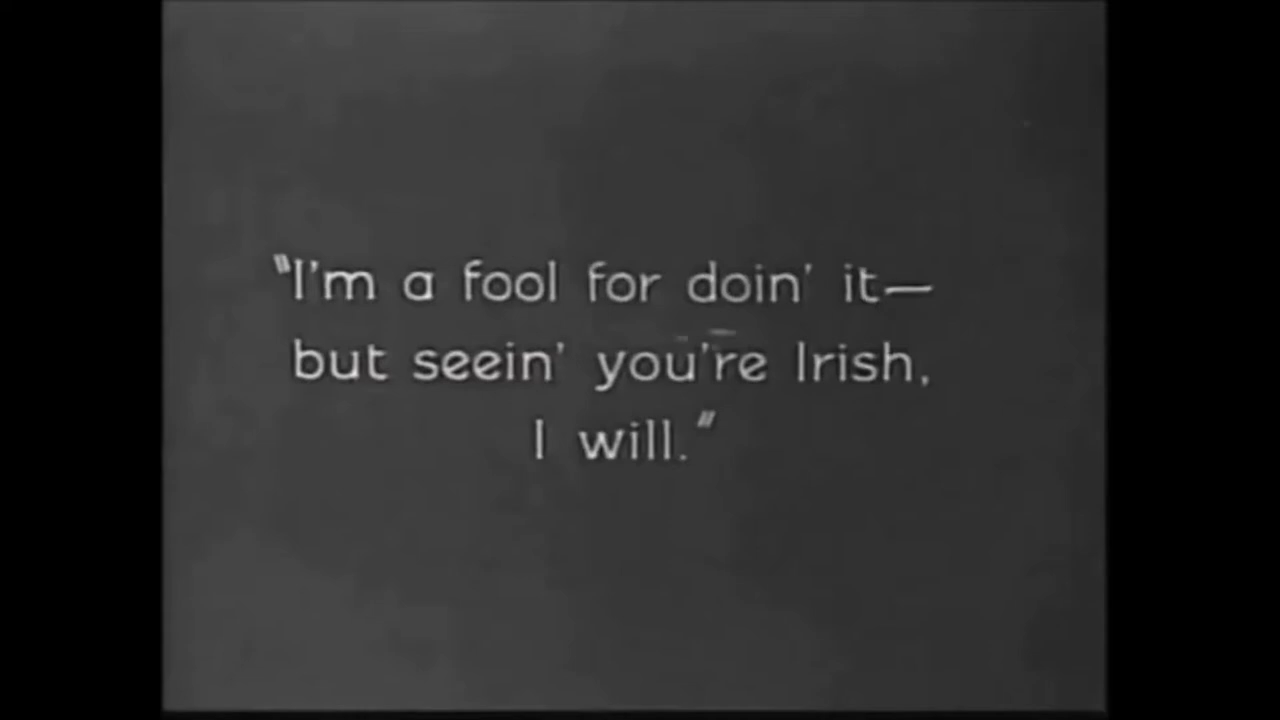 "I'm a fool for doin' it—
but seein' you're Irish,
I will."